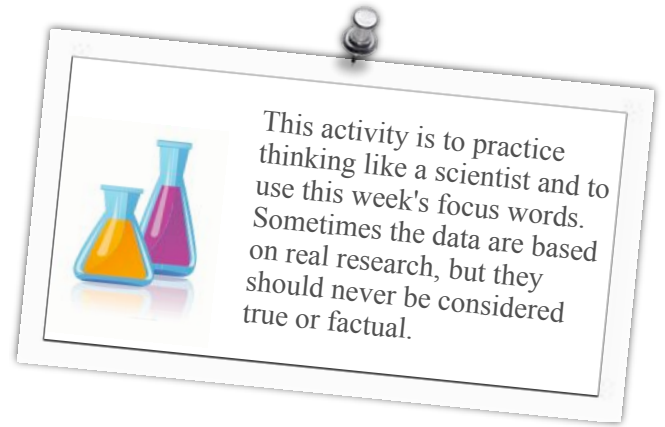 This activity is to practice
thinking like a scientist and to
use this week's focus words.
Sometimes the data are based
on real research, but they
should never be considered
true or factual.